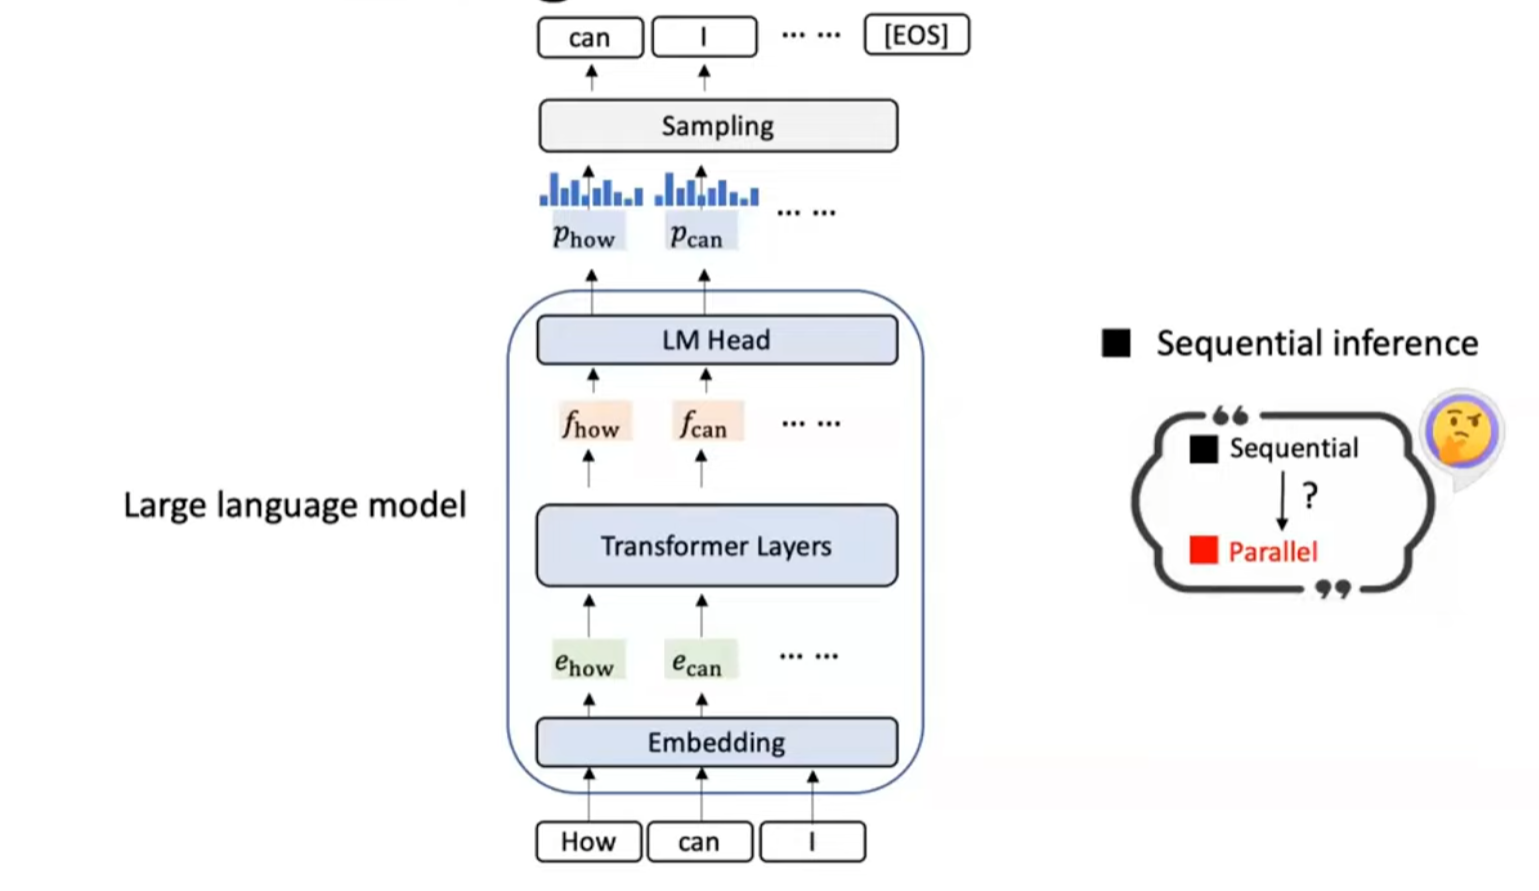 can I ... ... [EOS]
Sampling
... ...
p_how p_can
LM Head
f_how f_can ... ...
Transformer Layers
e_how e_can ... ...
Embedding
How can I
Large language model
■ Sequential inference
“
■ Sequential
?
■ Parallel
”